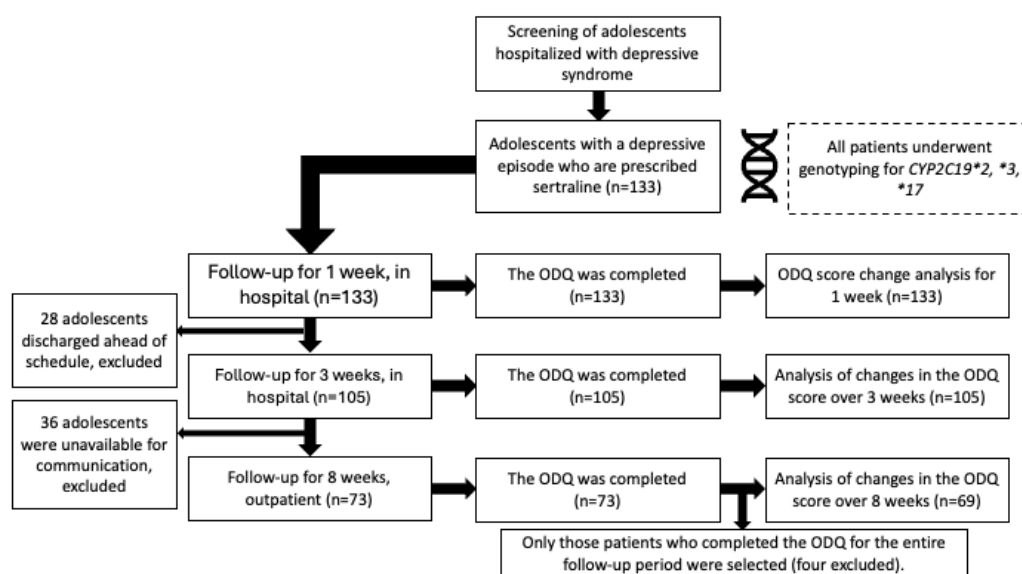 Screening of adolescents
hospitalized with depressive
syndrome
Adolescents with a depressive
episode who are prescribed
sertraline (n=133)
All patients underwent
genotyping for CYP2C19*2, *3,
*17
Follow-up for 1 week, in
hospital (n=133)
The ODQ was completed
(n=133)
ODQ score change analysis for
1 week (n=133)
28 adolescents
discharged ahead of
schedule, excluded
Follow-up for 3 weeks, in
hospital (n=105)
The ODQ was completed
(n=105)
Analysis of changes in the ODQ
score over 3 weeks (n=105)
36 adolescents
were unavailable for
communication,
excluded
Follow-up for 8 weeks,
outpatient (n=73)
The ODQ was completed
(n=73)
Analysis of changes in the ODQ
score over 8 weeks (n=69)
Only those patients who completed the ODQ for the entire
follow-up period were selected (four excluded).